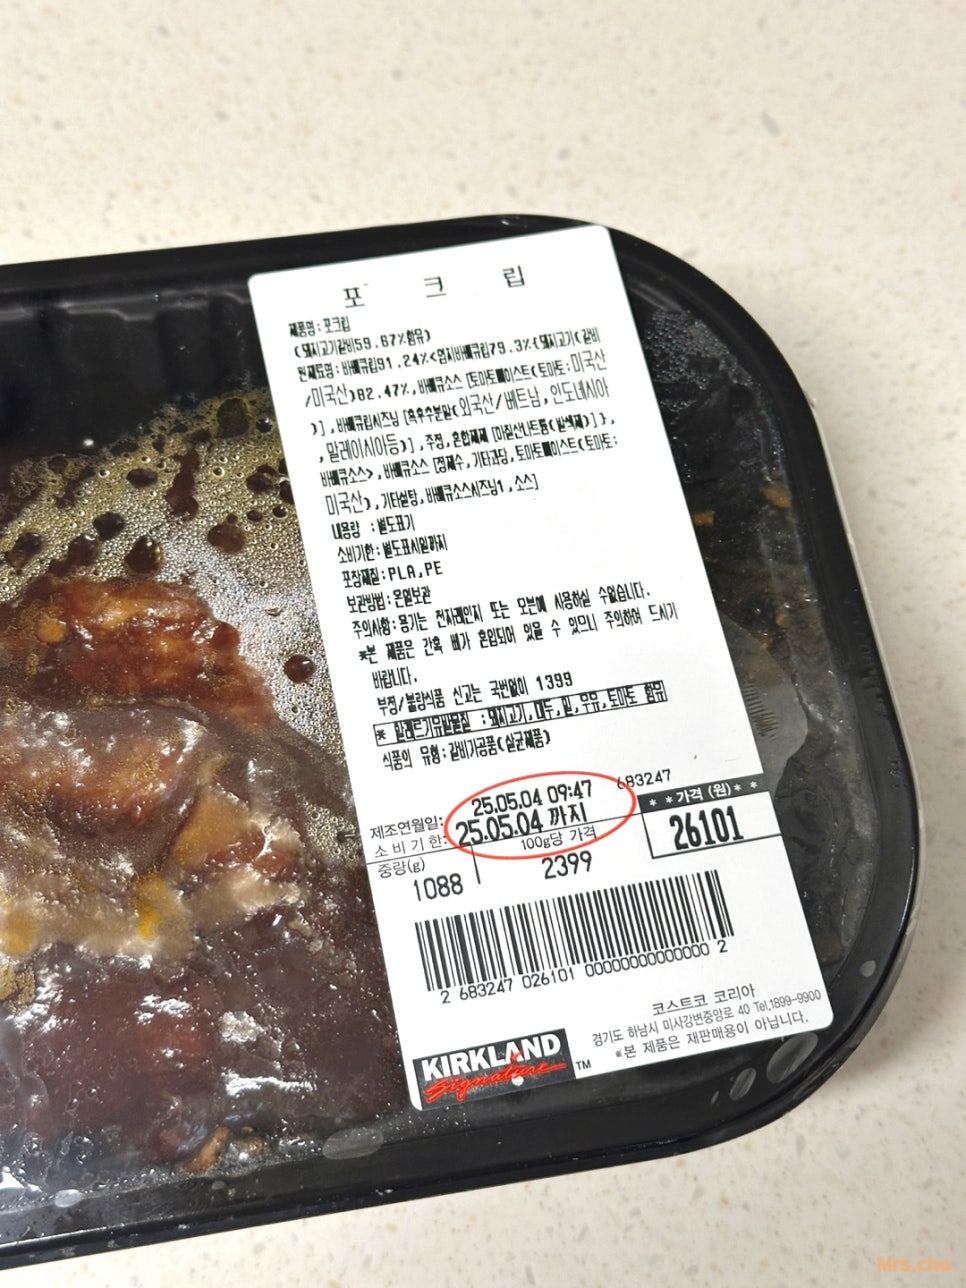 포 크 립
제품명:포크립
(돼지고기갈비59.67%함유)
원재료명:바베큐립91.24%<엄지바베큐립79.3%{돼지고기(갈비
/미국산)82.47%,바베큐소스 [토마토페이스트(토마토:미국산
)],바베큐립시즈닝 [흑후수분말(외국산/베트남,인도네시아
,말레이시아등)],주정,혼합제제 [아질산나트륨(발색제)]},
바베큐소스>,바베큐소스 [정제수,기타과당,토마토페이스트(토마토:
미국산),기타설탕,바베큐소스시즈닝1,소스]
내용량 :별도표기
소비기한:별도표시일까지
포장재질:PLA,PE
보관방법:온열보관
주의사항:용기는 전자레인지 또는 오븐에 사용하실 수없습니다.
*본 제품은 간혹 뼈가 혼입되어 있을 수 있으니 주의하여 드시기
바랍니다.
부정/불량식품 신고는 국번없이 1399
* 알레르기유발물질 :돼지고기,대두,밀,우유,토마토 함유
식품의 유형:갈비가공품(살균제품)
683247
제조연월일: 25.05.04 09:47
소비기한: 25.05.04 까지
중량(g) 100g당 가격 * *가격 (원)* *
1088 2399 26101
2 683247 026101 00000000000000 2
코스트코 코리아
경기도 하남시 미사강변중앙로 40 Tel.1899-9900
*본 제품은 재판매용이 아닙니다.
KIRKLAND
Signature ™
Mrs.cho